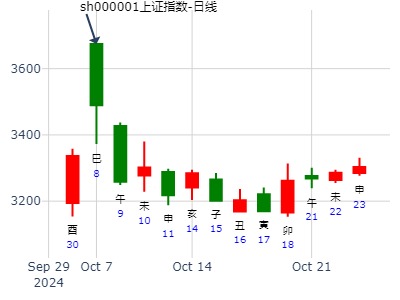 sh000001上证指数-日线
3600
3400
3200
酉
30
巳
8
午
9
未
10
申
11
亥
14
子
15
丑
16
寅
17
卯
18
午
21
未
22
申
23
Sep 29
2024
Oct 7
Oct 14
Oct 21